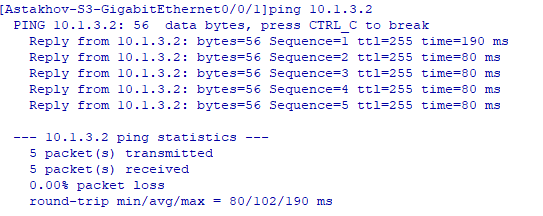 [Astakhov-S3-GigabitEthernet0/0/1]ping 10.1.3.2
PING 10.1.3.2: 56  data bytes, press CTRL_C to break
Reply from 10.1.3.2: bytes=56 Sequence=1 ttl=255 time=190 ms
Reply from 10.1.3.2: bytes=56 Sequence=2 ttl=255 time=80 ms
Reply from 10.1.3.2: bytes=56 Sequence=3 ttl=255 time=80 ms
Reply from 10.1.3.2: bytes=56 Sequence=4 ttl=255 time=80 ms
Reply from 10.1.3.2: bytes=56 Sequence=5 ttl=255 time=80 ms
--- 10.1.3.2 ping statistics ---
5 packet(s) transmitted
5 packet(s) received
0.00% packet loss
round-trip min/avg/max = 80/102/190 ms